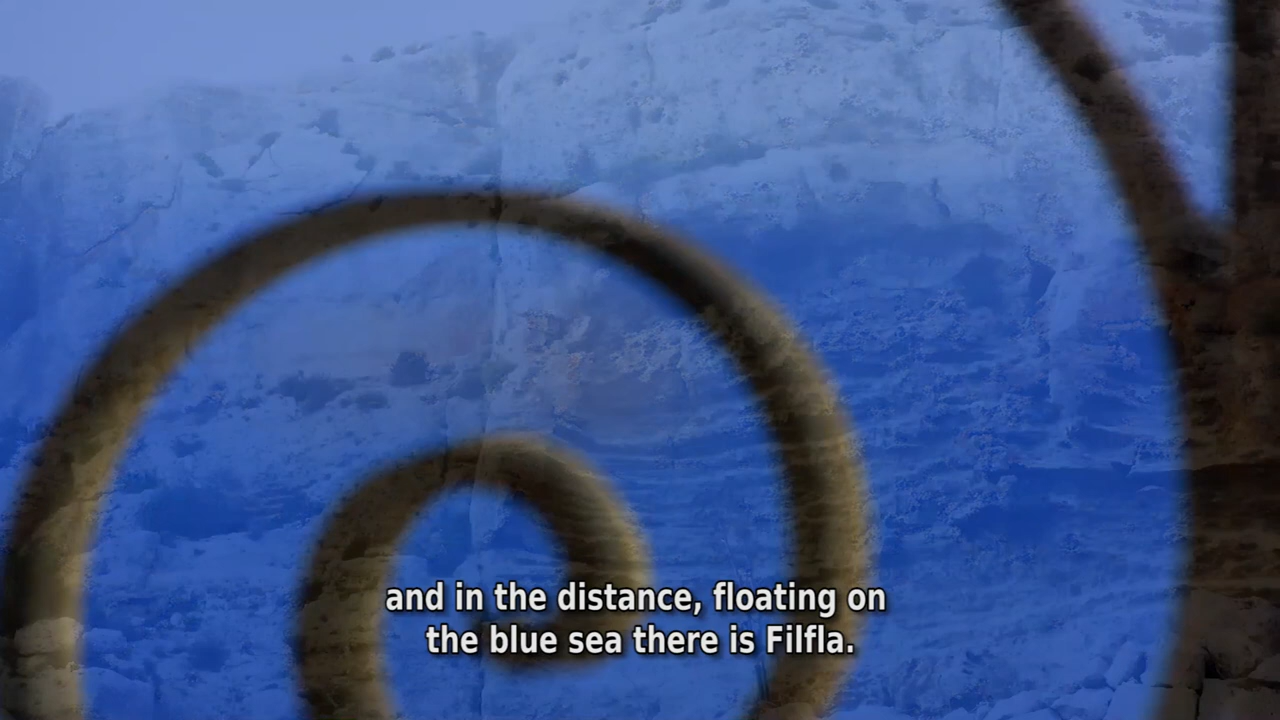 and in the distance, floating on
the blue sea there is Filfla.